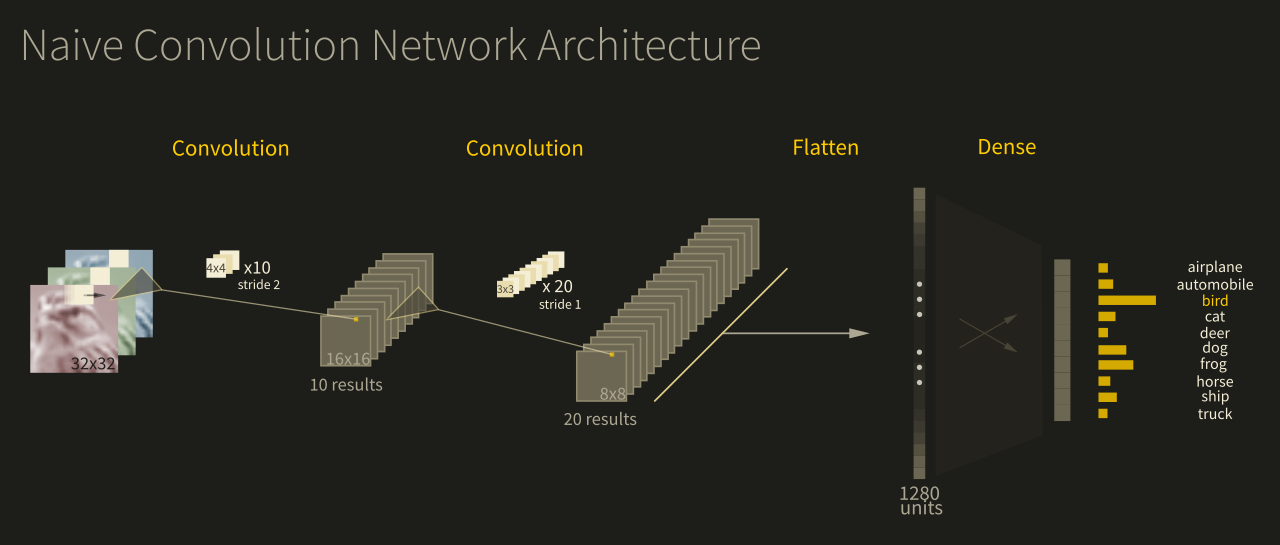 Naive Convolution Network Architecture
Convolution
Convolution
Flatten
Dense
4x4
x10
stride 2
3x3
x 20
stride 1
32x32
16x16
10 results
8x8
20 results
1280
units
airplane
automobile
bird
cat
deer
dog
frog
horse
ship
truck